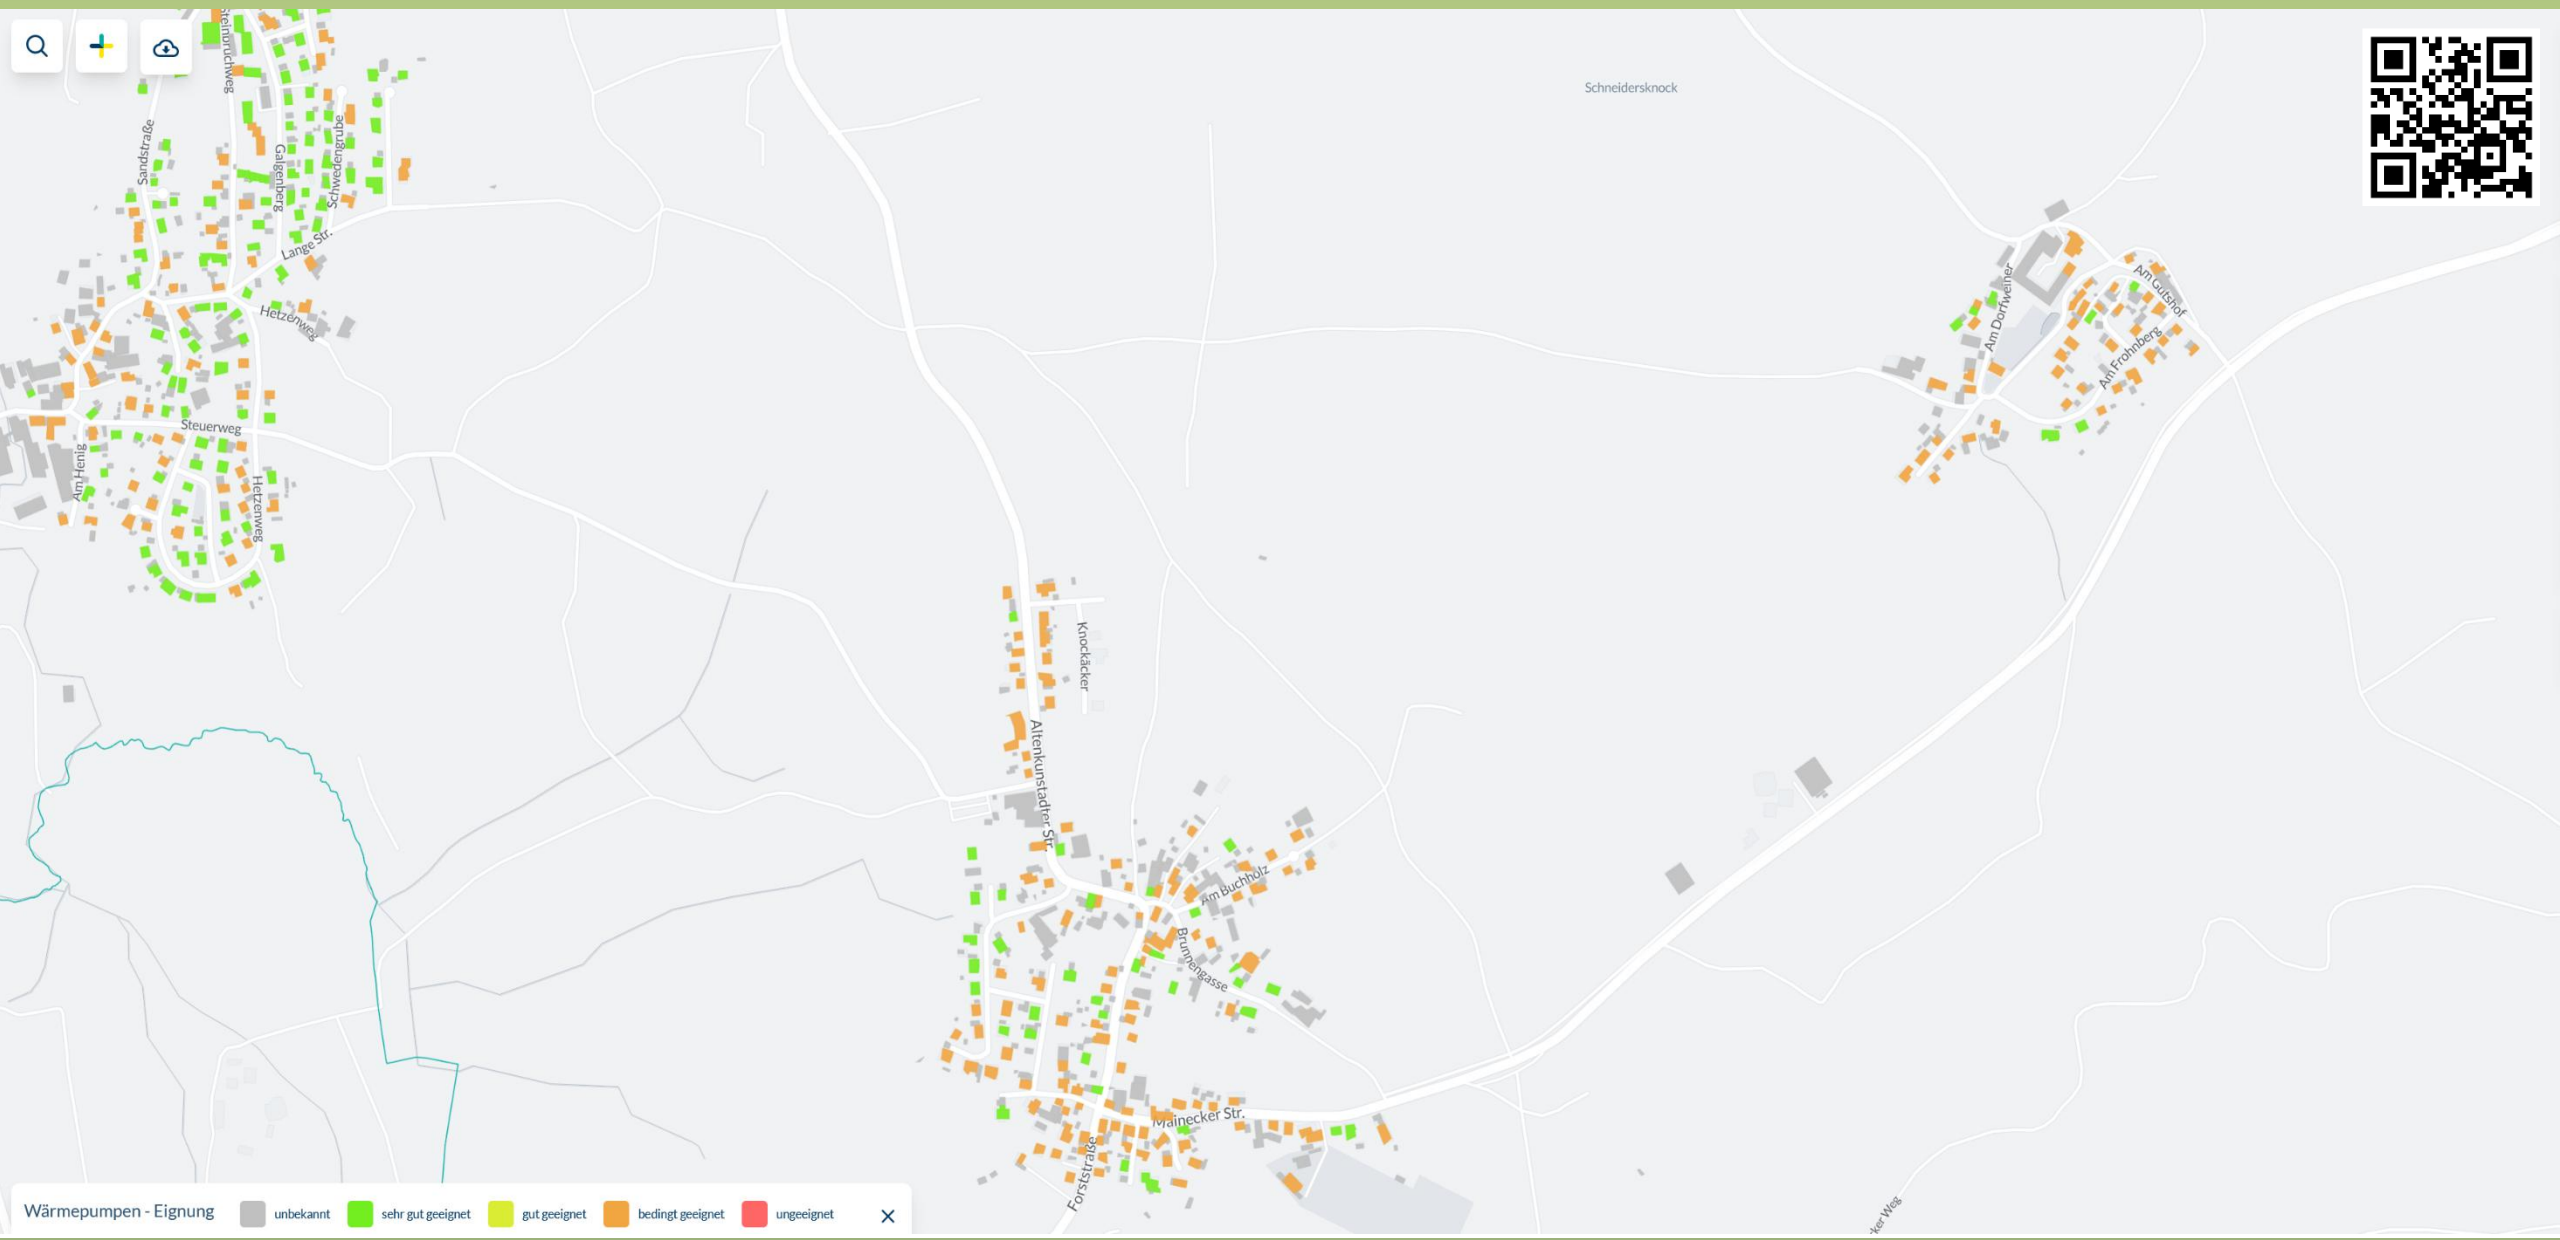 Steinbruchweg
Schneidersknock
Sandstraße
Galgenberg
Schwedengrube
Lange Str.
Hetzenweg
Am Gutshof
Am Dorfweiher
Am Frohnberg
Steuerweg
Am Henig
Hetzenweg
Knockäcker
Altenkunstadter Str.
Am Buchholz
Brunnengasse
Mainecker Str.
Forststraße
ker Weg
Wärmepumpen - Eignung
unbekannt
sehr gut geeignet
gut geeignet
bedingt geeignet
ungeeignet